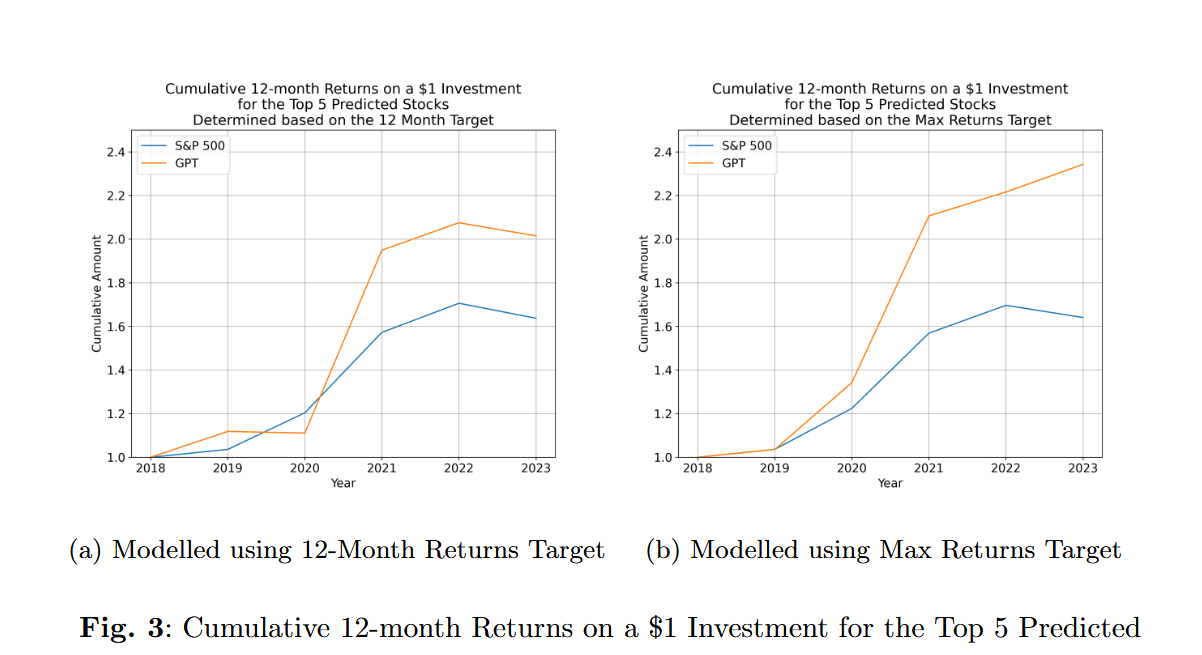 Cumulative 12-month Returns on a $1 Investment
for the Top 5 Predicted Stocks
Determined based on the 12 Month Target
S&P 500
GPT
2.4
2.2
2.0
1.8
1.6
1.4
1.2
1.0
Cumulative Amount
2018 2019 2020 2021 2022 2023
Year
(a) Modelled using 12-Month Returns Target
Cumulative 12-month Returns on a $1 Investment
for the Top 5 Predicted Stocks
Determined based on the Max Returns Target
S&P 500
GPT
2.4
2.2
2.0
1.8
1.6
1.4
1.2
1.0
Cumulative Amount
2018 2019 2020 2021 2022 2023
Year
(b) Modelled using Max Returns Target
Fig. 3: Cumulative 12-month Returns on a $1 Investment for the Top 5 Predicted